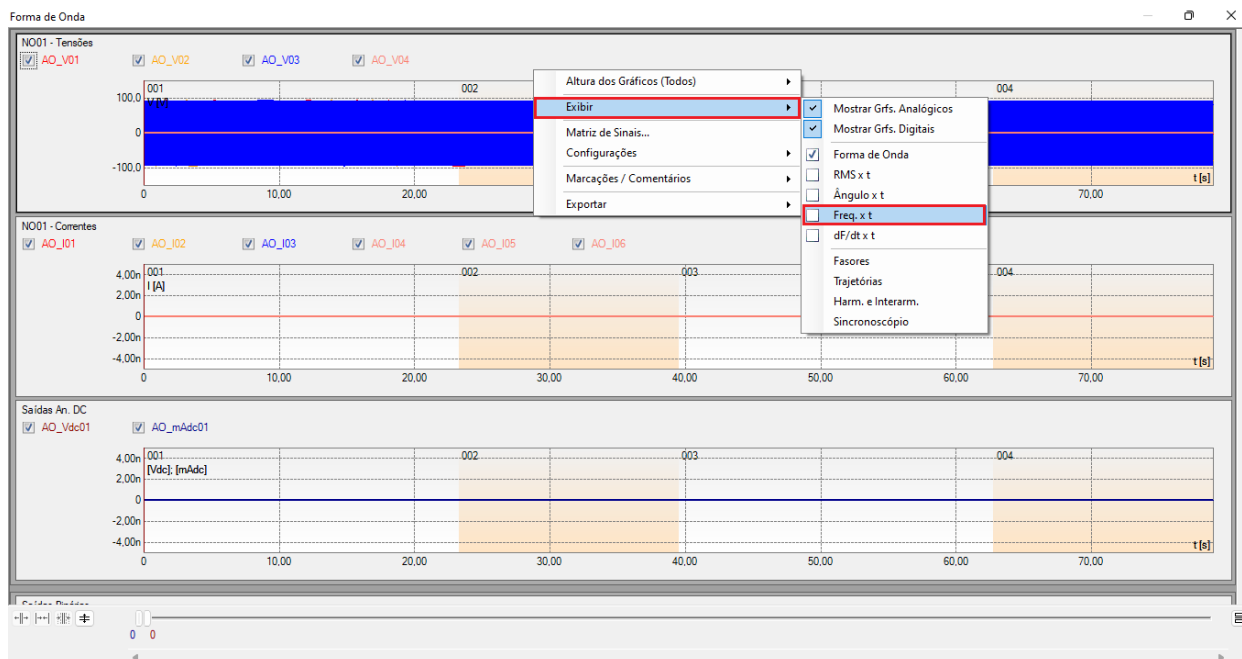 Forma de Onda
NO01 - Tensões
AO_V01 AO_V02 AO_V03 AO_V04
001 002 004
100,0
V [V]
0
-100,0
t [s]
0 10,00 20,00 70,00
Altura dos Gráficos (Todos)
Exibir
Matriz de Sinais...
Configurações
Marcações / Comentários
Exportar
Mostrar Grfs. Analógicos
Mostrar Grfs. Digitais
Forma de Onda
RMS x t
Ângulo x t
Freq. x t
dF/dt x t
Fasores
Trajetórias
Harm. e Interarm.
Sincronoscópio
NO01 - Correntes
AO_I01 AO_I02 AO_I03 AO_I04 AO_I05 AO_I06
001 002 003 004
4,00n
I [A]
2,00n
0
-2,00n
-4,00n
t [s]
0 10,00 20,00 30,00 40,00 50,00 60,00 70,00
Saídas An. DC
AO_Vdc01 AO_mAdc01
001 002 003 004
4,00n
[Vdc]; [mAdc]
2,00n
0
-2,00n
-4,00n
t [s]
0 10,00 20,00 30,00 40,00 50,00 60,00 70,00
Saídas Binárias
0 0